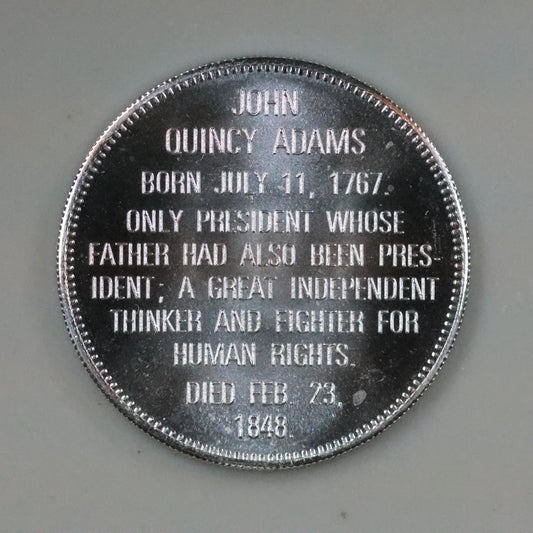 JOHN
QUINCY ADAMS
BORN JULY 11, 1767.
ONLY PRESIDENT WHOSE
FATHER HAD ALSO BEEN PRES-
IDENT; A GREAT INDEPENDENT
THINKER AND FIGHTER FOR
HUMAN RIGHTS.
DIED FEB 23,
1848.